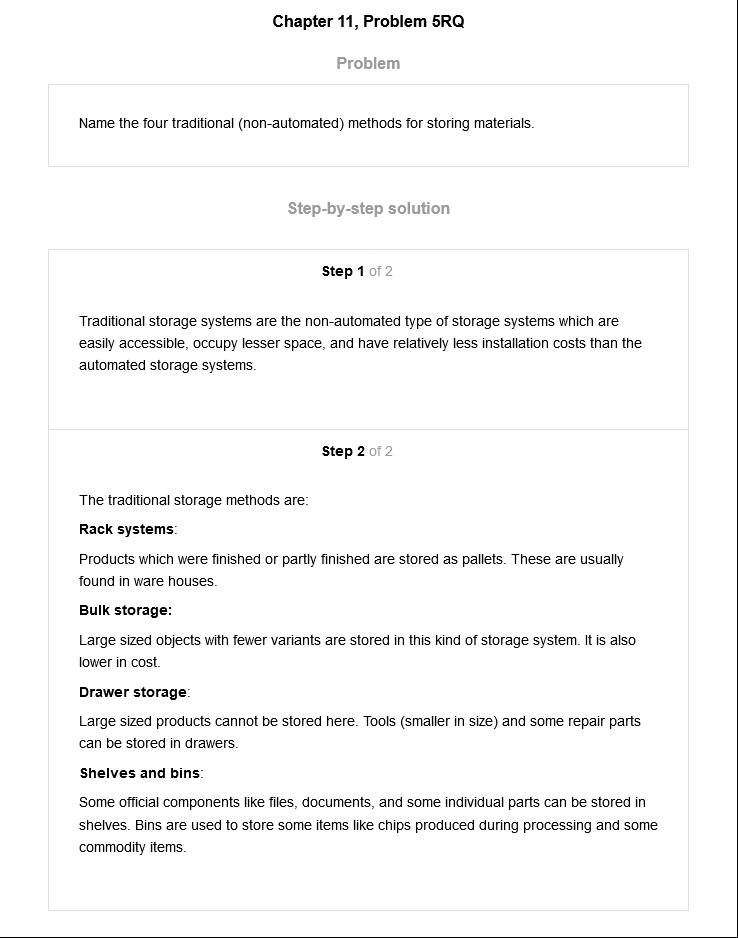 Chapter 11, Problem 5RQ
Problem
Name the four traditional (non-automated) methods for storing materials.
Step-by-step solution
Step 1 of 2
Traditional storage systems are the non-automated type of storage systems which are
easily accessible, occupy lesser space, and have relatively less installation costs than the
automated storage systems.
Step 2 of 2
The traditional storage methods are:
Rack systems:
Products which were finished or partly finished are stored as pallets. These are usually
found in ware houses.
Bulk storage:
Large sized objects with fewer variants are stored in this kind of storage system. It is also
lower in cost.
Drawer storage:
Large sized products cannot be stored here. Tools (smaller in size) and some repair parts
can be stored in drawers.
Shelves and bins:
Some official components like files, documents, and some individual parts can be stored in
shelves. Bins are used to store some items like chips produced during processing and some
commodity items.